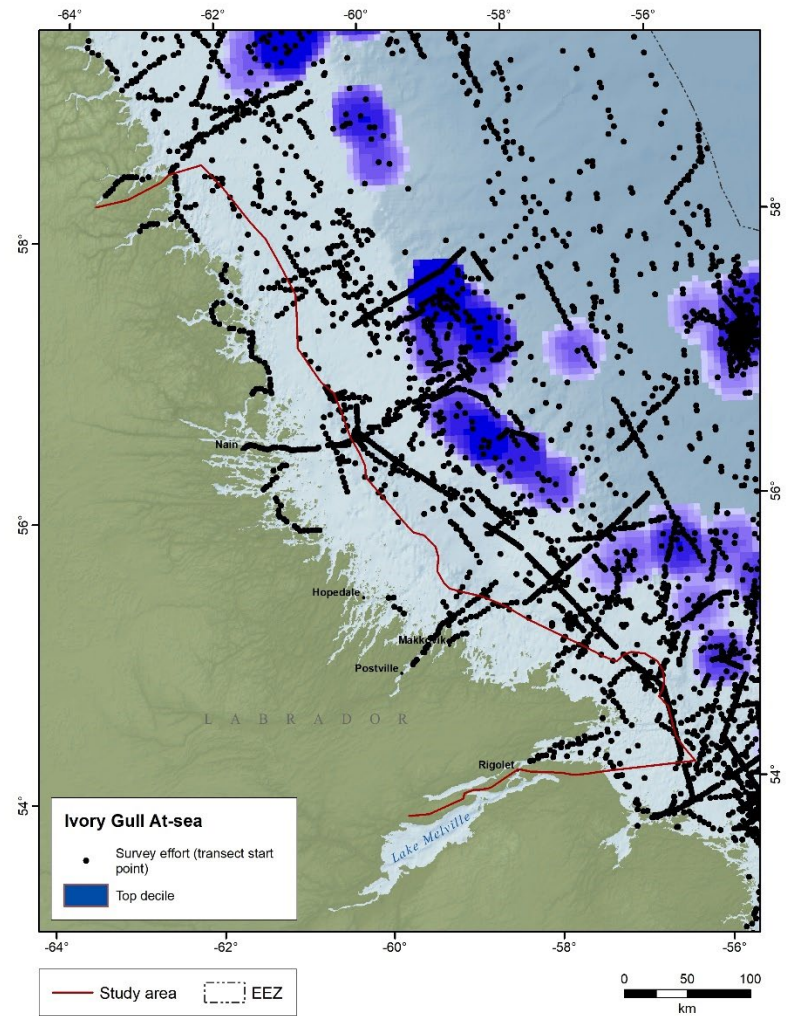 -64° -62° -60° -58° -56°
58°
58°
Nain
56°
56°
Hopedale
Makkovik
Postville
LABRADOR
Rigolet
54°
54°
Lake Melville
Ivory Gull At-sea
Survey effort (transect start
point)
Top decile
-64° -62° -60° -58° -56°
Study area EEZ
0 50 100
km